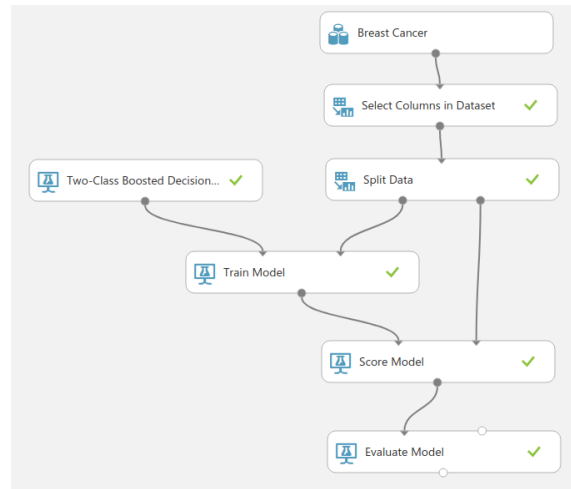 Breast Cancer
Select Columns in Dataset
Two-Class Boosted Decision...
Split Data
Train Model
Score Model
Evaluate Model